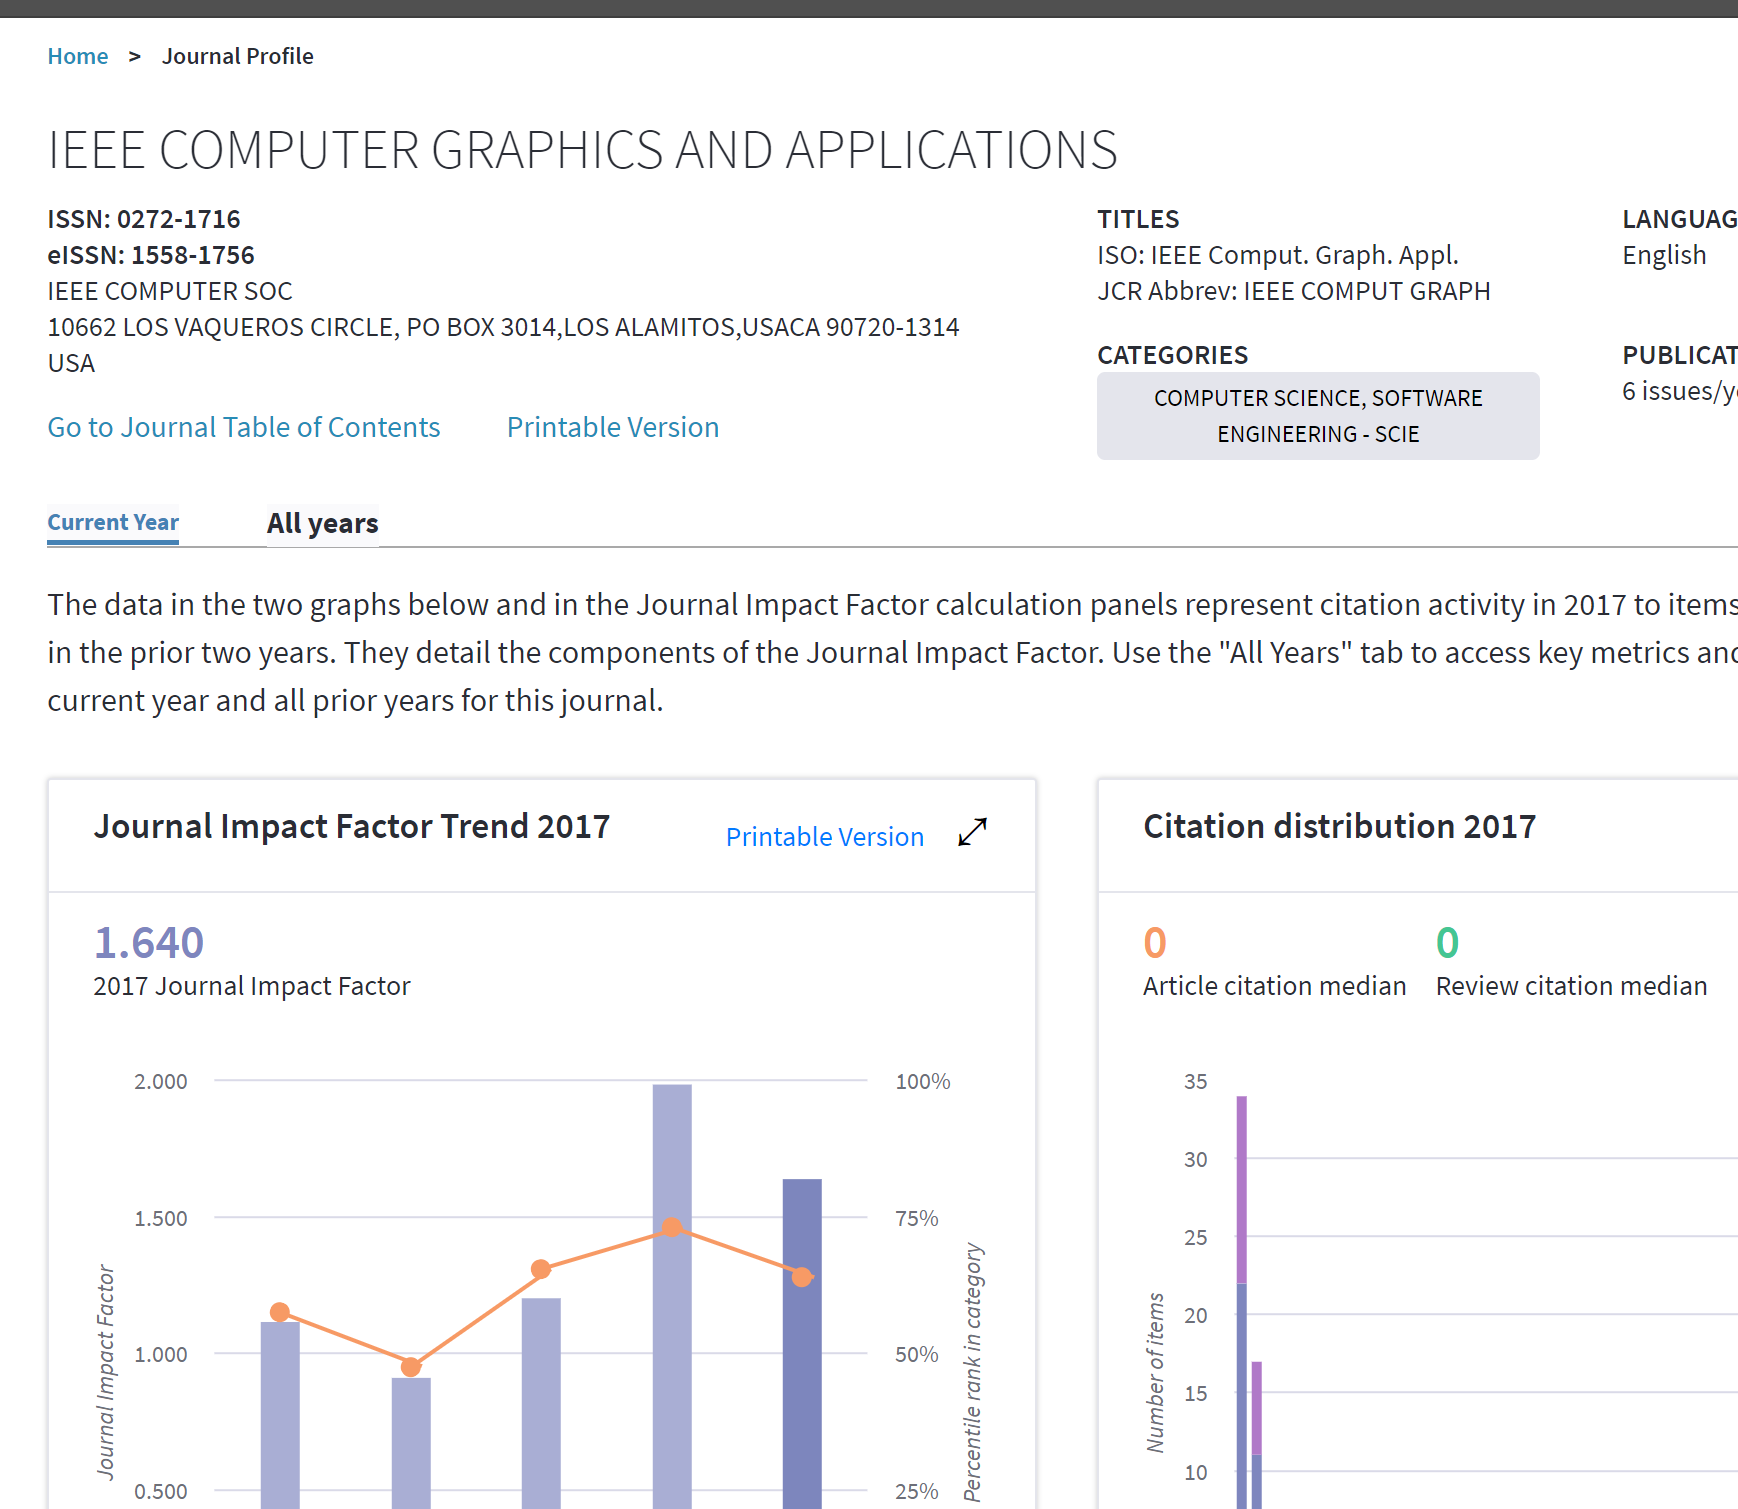 Home > Journal Profile
IEEE COMPUTER GRAPHICS AND APPLICATIONS
ISSN: 0272-1716
eISSN: 1558-1756
IEEE COMPUTER SOC
10662 LOS VAQUEROS CIRCLE, PO BOX 3014,LOS ALAMITOS,USACA 90720-1314
USA
Go to Journal Table of Contents Printable Version
TITLES
ISO: IEEE Comput. Graph. Appl.
JCR Abbrev: IEEE COMPUT GRAPH
CATEGORIES
COMPUTER SCIENCE, SOFTWARE
ENGINEERING - SCIE
LANGUAG
English
PUBLICAT
6 issues/y
Current Year All years
The data in the two graphs below and in the Journal Impact Factor calculation panels represent citation activity in 2017 to items
in the prior two years. They detail the components of the Journal Impact Factor. Use the "All Years" tab to access key metrics and
current year and all prior years for this journal.
Journal Impact Factor Trend 2017
Printable Version
1.640
2017 Journal Impact Factor
2.000
1.500
1.000
0.500
Journal Impact Factor
100%
75%
50%
25%
Percentile rank in category
Citation distribution 2017
0
Article citation median
0
Review citation median
35
30
25
20
15
10
Number of items